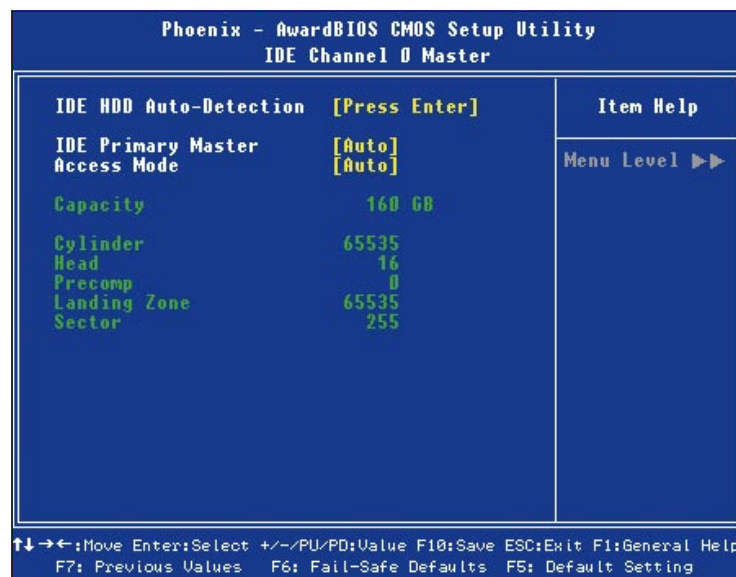 Phoenix - AwardBIOS CMOS Setup Utility
IDE Channel 0 Master
IDE HDD Auto-Detection [Press Enter]
IDE Primary Master [Auto]
Access Mode [Auto]
Capacity 160 GB
Cylinder 65535
Head 16
Precomp 0
Landing Zone 65535
Sector 255
Item Help
Menu Level ▶▶
↑↓→←:Move Enter:Select +/-/PU/PD:Value F10:Save ESC:Exit F1:General Help
F7: Previous Values F6: Fail-Safe Defaults F5: Default Setting